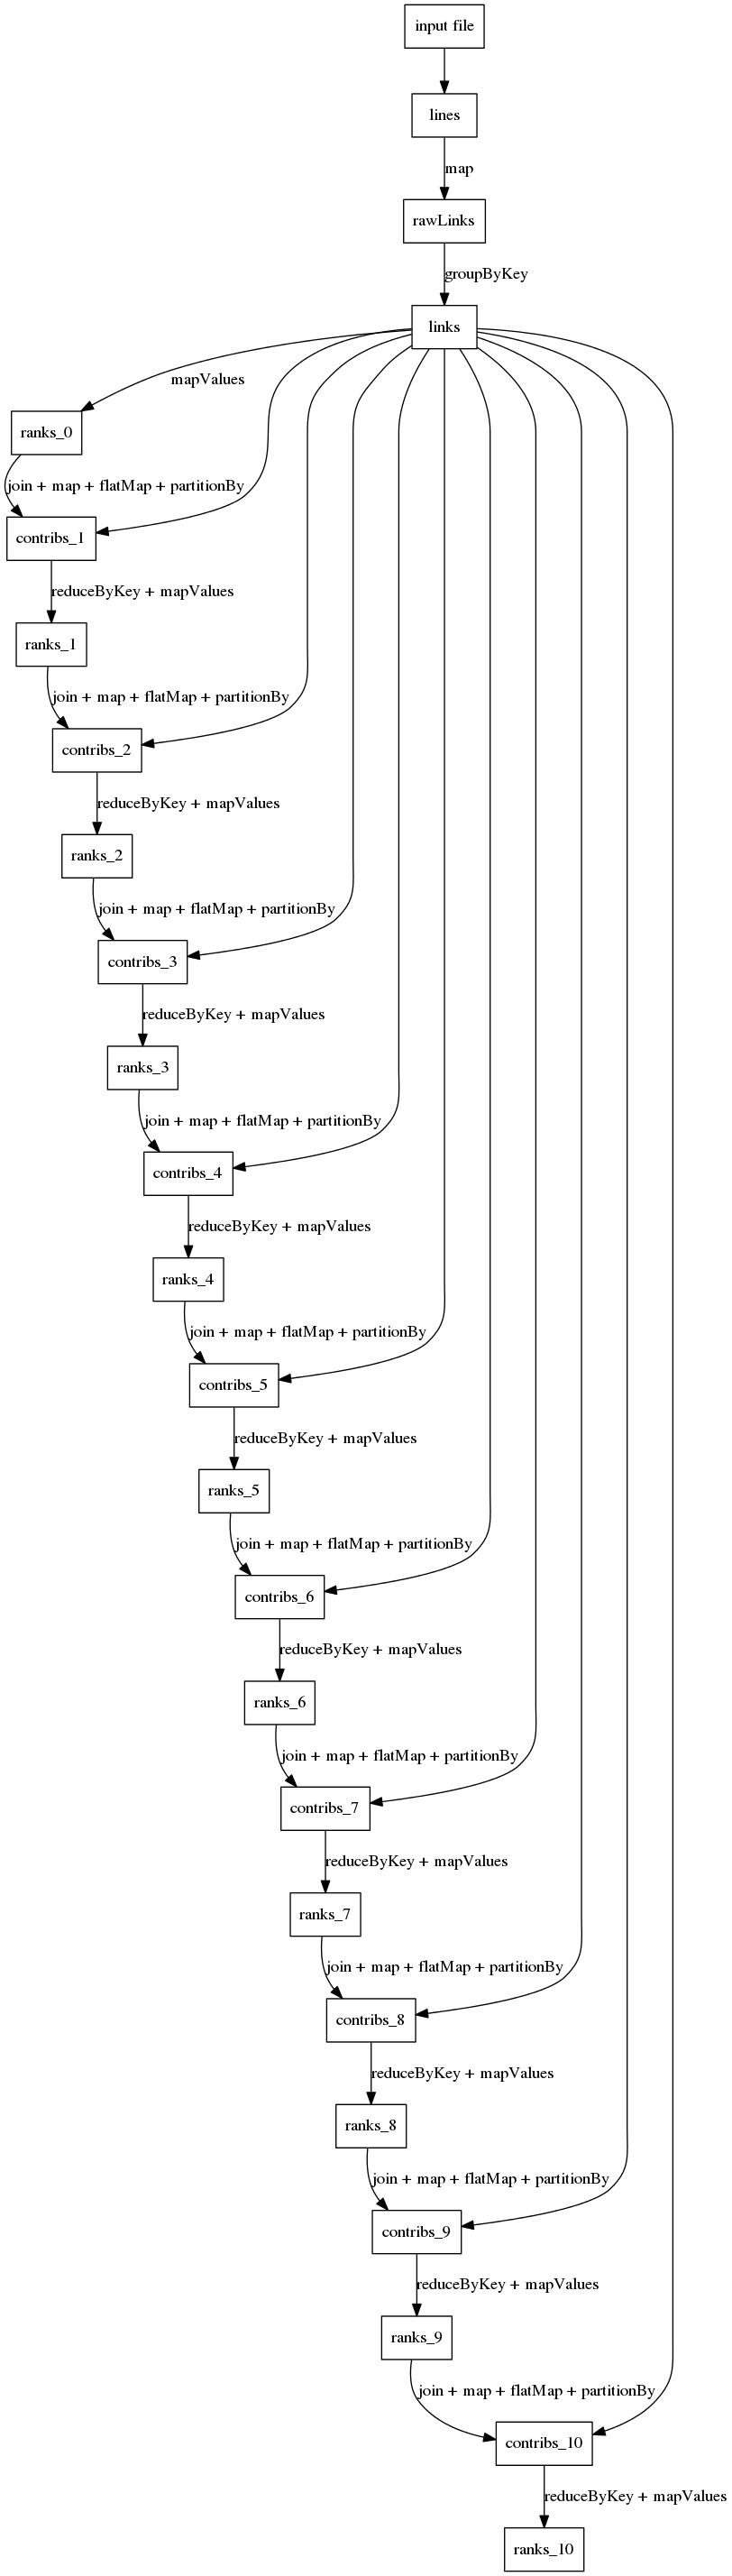 input file
lines
map
rawLinks
groupByKey
links
mapValues
ranks_0
join + map + flatMap + partitionBy
contribs_1
reduceByKey + mapValues
ranks_1
join + map + flatMap + partitionBy
contribs_2
reduceByKey + mapValues
ranks_2
join + map + flatMap + partitionBy
contribs_3
reduceByKey + mapValues
ranks_3
join + map + flatMap + partitionBy
contribs_4
reduceByKey + mapValues
ranks_4
join + map + flatMap + partitionBy
contribs_5
reduceByKey + mapValues
ranks_5
join + map + flatMap + partitionBy
contribs_6
reduceByKey + mapValues
ranks_6
join + map + flatMap + partitionBy
contribs_7
reduceByKey + mapValues
ranks_7
join + map + flatMap + partitionBy
contribs_8
reduceByKey + mapValues
ranks_8
join + map + flatMap + partitionBy
contribs_9
reduceByKey + mapValues
ranks_9
join + map + flatMap + partitionBy
contribs_10
reduceByKey + mapValues
ranks_10